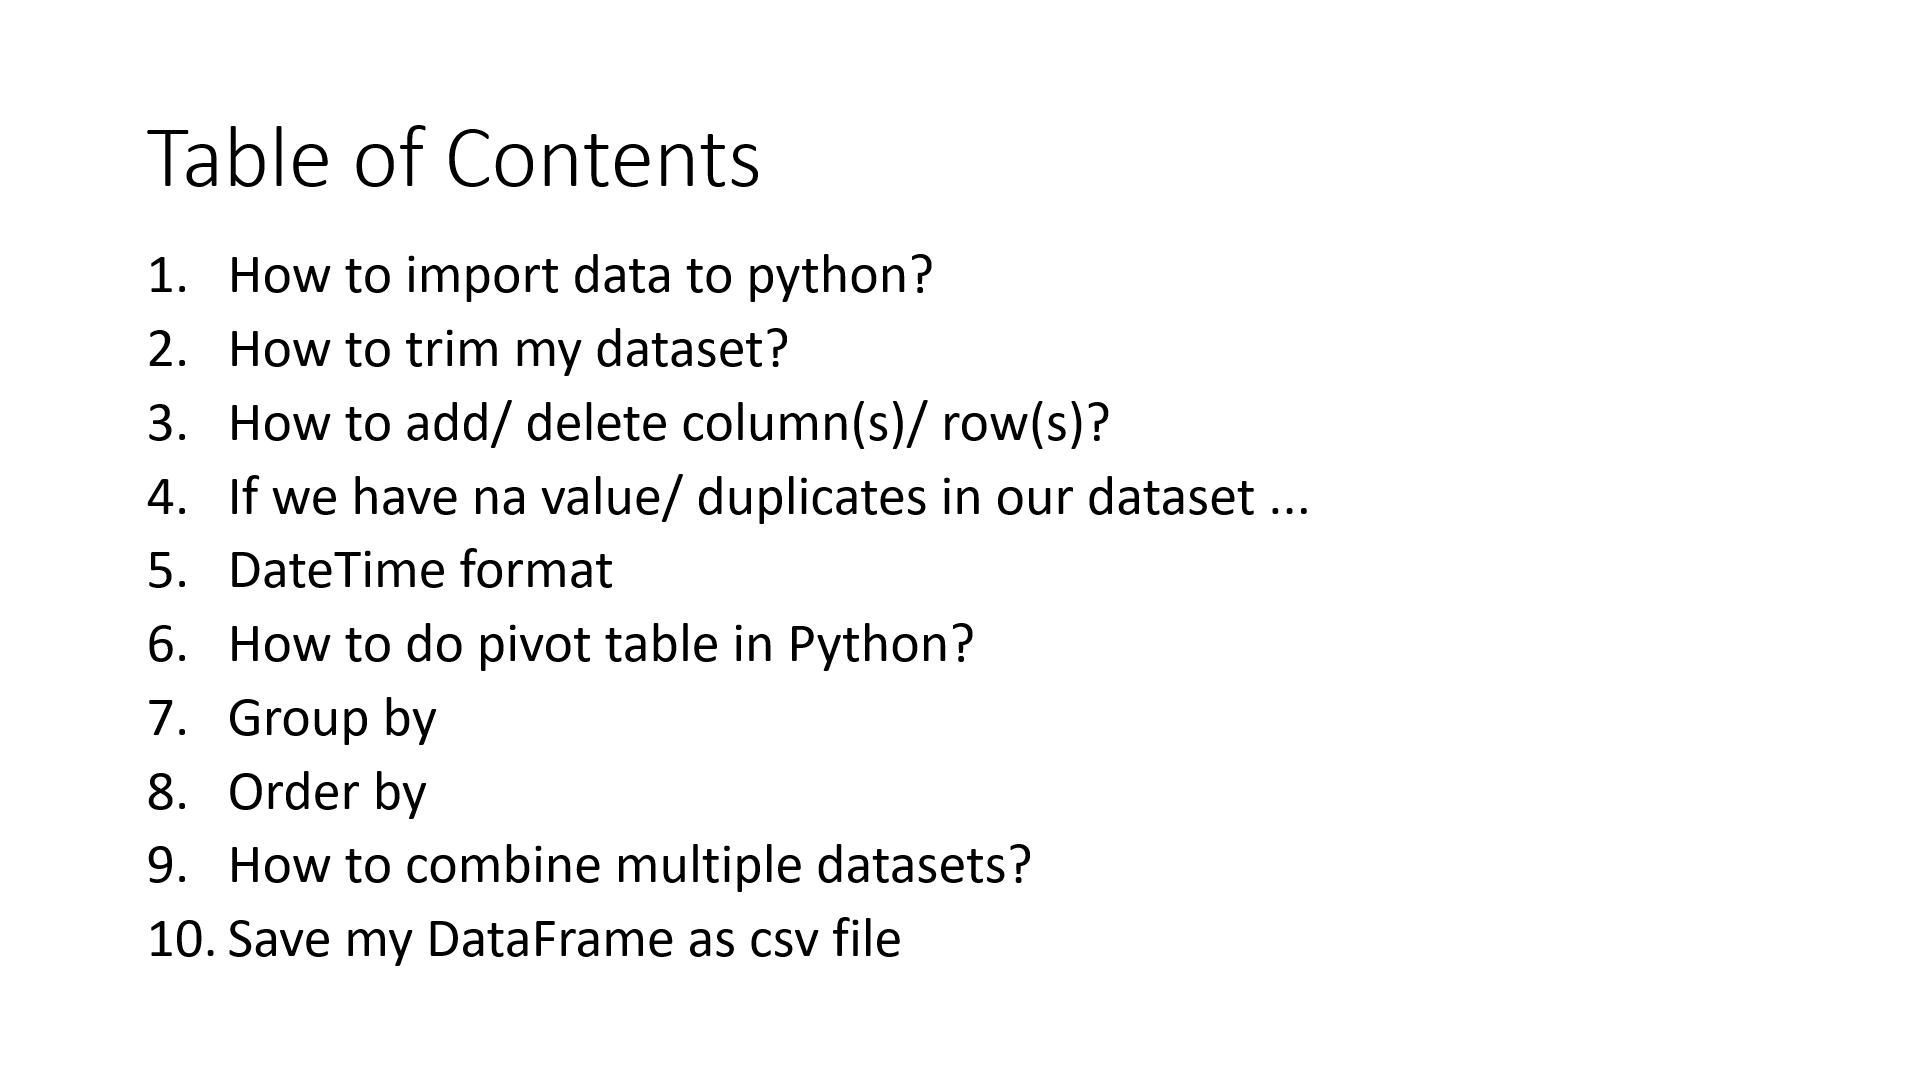 Table of Contents
1. How to import data to python?
2. How to trim my dataset?
3. How to add/ delete column(s)/ row(s)?
4. If we have na value/ duplicates in our dataset ...
5. DateTime format
6. How to do pivot table in Python?
7. Group by
8. Order by
9. How to combine multiple datasets?
10. Save my DataFrame as csv file